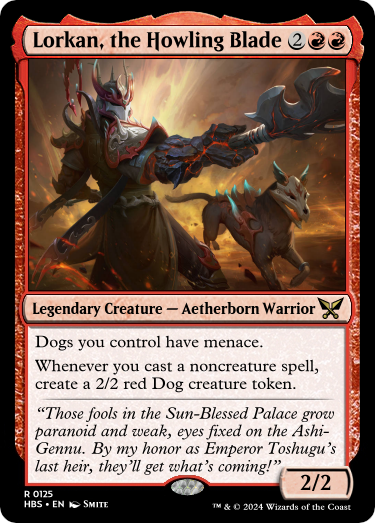 Lorkan, the Howling Blade 2
Legendary Creature — Aetherborn Warrior
Dogs you control have menace.
Whenever you cast a noncreature spell,
create a 2/2 red Dog creature token.
“Those fools in the Sun-Blessed Palace grow
paranoid and weak, eyes fixed on the Ashi-
Gennu. By my honor as Emperor Toshugu’s
last heir, they’ll get what’s coming!”
2/2
R 0125
HBS • EN SMITE
™ & © 2024 Wizards of the Coast